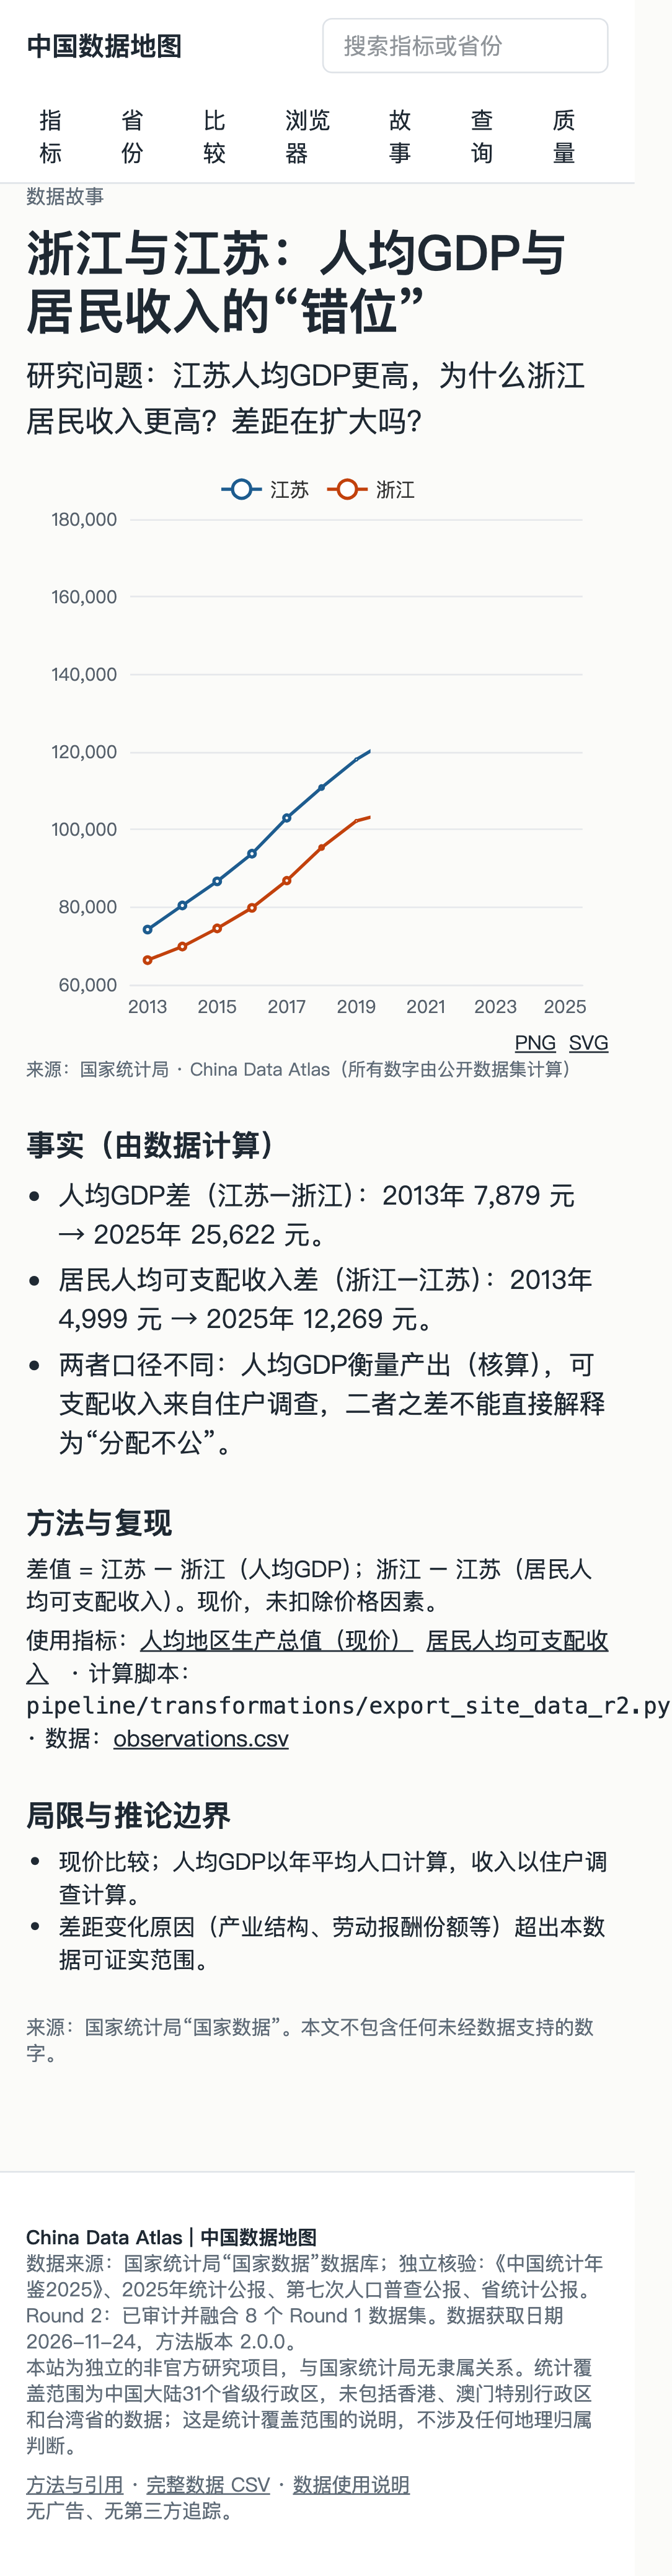 中国数据地图
搜索指标或省份
指标
省份
比较
浏览器
故事
查询
质量
数据故事
浙江与江苏：人均GDP与
居民收入的“错位”
研究问题：江苏人均GDP更高，为什么浙江
居民收入更高？差距在扩大吗？
江苏 浙江
180,000
160,000
140,000
120,000
100,000
80,000
60,000
2013 2015 2017 2019 2021 2023 2025
PNG SVG
来源：国家统计局 · China Data Atlas（所有数字由公开数据集计算）
事实（由数据计算）
• 人均GDP差（江苏−浙江）：2013年 7,879 元
→ 2025年 25,622 元。
• 居民人均可支配收入差（浙江−江苏）：2013年
4,999 元 → 2025年 12,269 元。
• 两者口径不同：人均GDP衡量产出（核算），可
支配收入来自住户调查，二者之差不能直接解释
为“分配不公”。
方法与复现
差值 = 江苏 − 浙江（人均GDP）；浙江 − 江苏（居民人
均可支配收入）。现价，未扣除价格因素。
使用指标：人均地区生产总值（现价） 居民人均可支配收
入 · 计算脚本：
pipeline/transformations/export_site_data_r2.py
· 数据：observations.csv
局限与推论边界
• 现价比较；人均GDP以年平均人口计算，收入以住户调
查计算。
• 差距变化原因（产业结构、劳动报酬份额等）超出本数
据可证实范围。
来源：国家统计局“国家数据”。本文不包含任何未经数据支持的数
字。
China Data Atlas | 中国数据地图
数据来源：国家统计局“国家数据”数据库；独立核验：《中国统计年
鉴2025》、2025年统计公报、第七次人口普查公报、省统计公报。
Round 2：已审计并融合 8 个 Round 1 数据集。数据获取日期
2026-11-24，方法版本 2.0.0。
本站为独立的非官方研究项目，与国家统计局无隶属关系。统计覆
盖范围为中国大陆31个省级行政区，未包括香港、澳门特别行政区
和台湾省的数据；这是统计覆盖范围的说明，不涉及任何地理归属
判断。
方法与引用 · 完整数据 CSV · 数据使用说明
无广告、无第三方追踪。